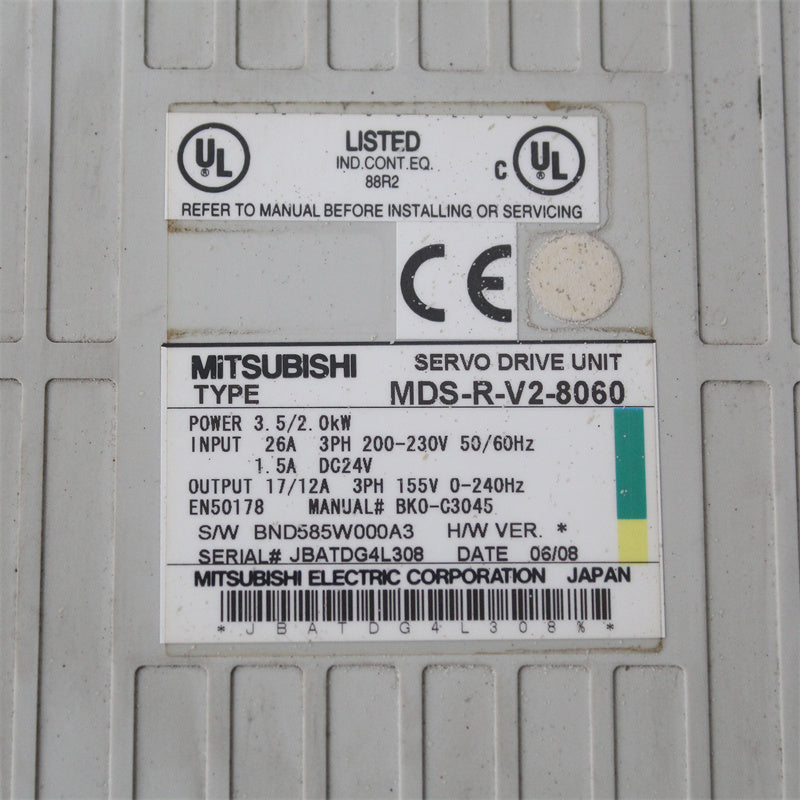 UL LISTED C UL
IND.CONT.EQ.
88R2
REFER TO MANUAL BEFORE INSTALLING OR SERVICING
CE
MITSUBISHI SERVO DRIVE UNIT
TYPE MDS-R-V2-8060
POWER 3.5/2.0kW
INPUT 26A 3PH 200-230V 50/60Hz
1.5A DC24V
OUTPUT 17/12A 3PH 155V 0-240Hz
EN50178 MANUAL# BK0-C3045
S/W BND585W000A3 H/W VER. *
SERIAL# JBATDG4L308 DATE 06/08
MITSUBISHI ELECTRIC CORPORATION JAPAN
*JBATDG4L308%*